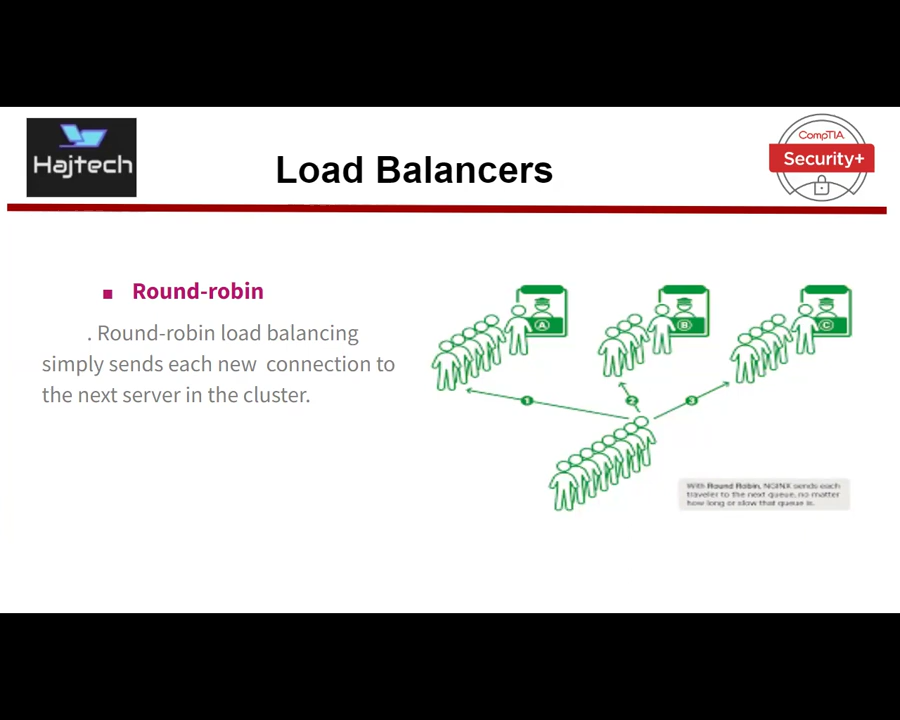 Hajtech
Load Balancers
CompTIA
Security+
Round-robin
. Round-robin load balancing
simply sends each new connection to
the next server in the cluster.
A
B
C
1
2
3
With Round Robin, NGINX sends each
traveler to the next queue, no matter
how long or slow that queue is.